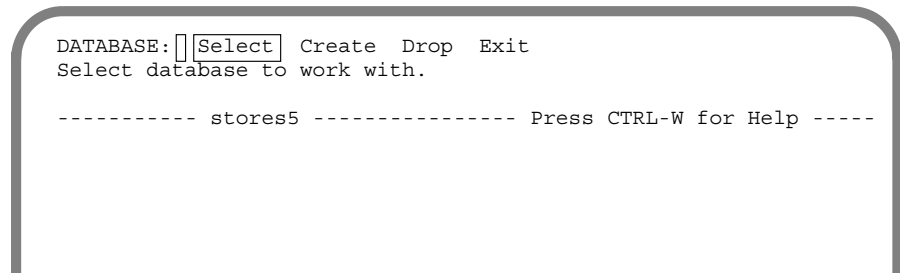 DATABASE: Select Create Drop Exit
Select database to work with.
----------- stores5 ---------------- Press CTRL-W for Help -----